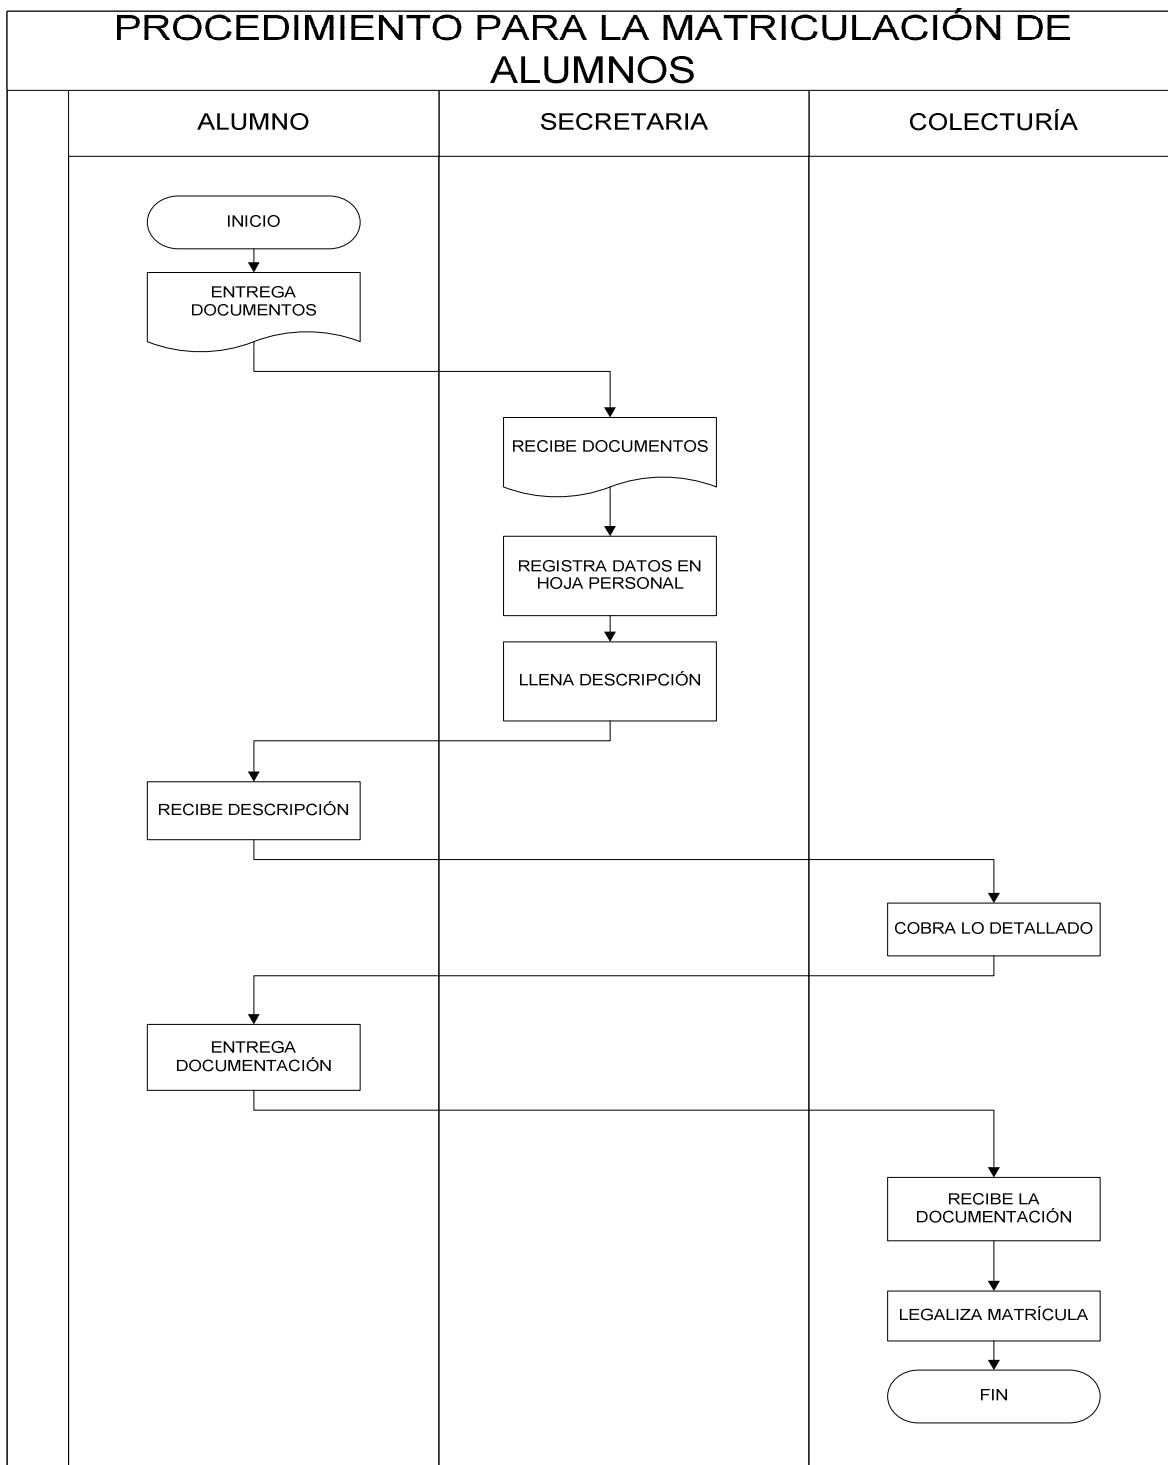 PROCEDIMIENTO PARA LA MATRICULACIÓN DE
ALUMNOS
ALUMNO
SECRETARIA
COLECTURÍA
INICIO
ENTREGA
DOCUMENTOS
RECIBE DOCUMENTOS
REGISTRA DATOS EN
HOJA PERSONAL
LLENA DESCRIPCIÓN
RECIBE DESCRIPCIÓN
COBRA LO DETALLADO
ENTREGA
DOCUMENTACIÓN
RECIBE LA
DOCUMENTACIÓN
LEGALIZA MATRÍCULA
FIN